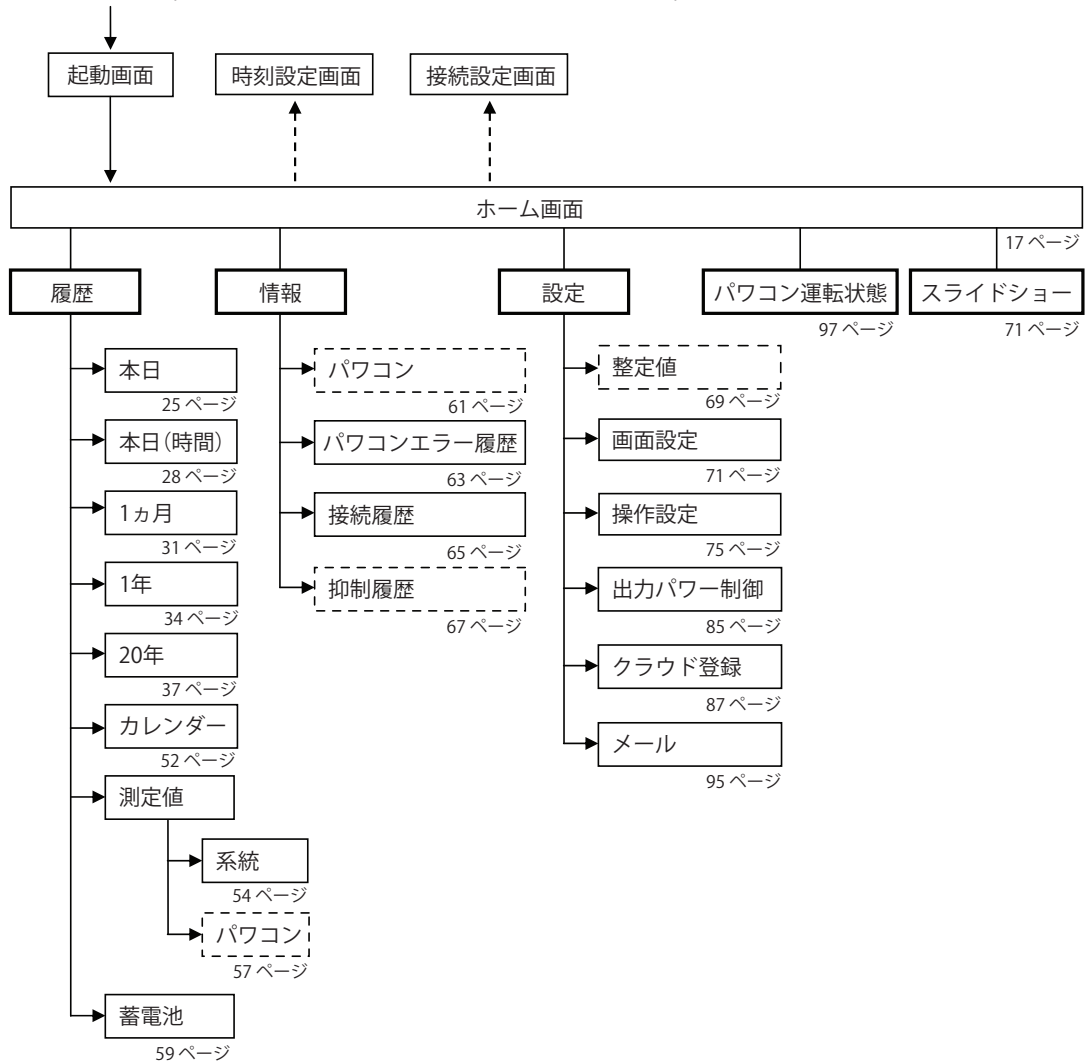 起動画面
時刻設定画面
接続設定画面
ホーム画面
17 ページ
履歴
情報
設定
パワコン運転状態
97 ページ
スライドショー
71 ページ
本日
25 ページ
本日（時間）
28 ページ
1ヵ月
31 ページ
1年
34 ページ
20年
37 ページ
カレンダー
52 ページ
測定値
系統
54 ページ
パワコン
57 ページ
蓄電池
59 ページ
パワコン
61 ページ
パワコンエラー履歴
63 ページ
接続履歴
65 ページ
抑制履歴
67 ページ
整定値
69 ページ
画面設定
71 ページ
操作設定
75 ページ
出力パワー制御
85 ページ
クラウド登録
87 ページ
メール
95 ページ